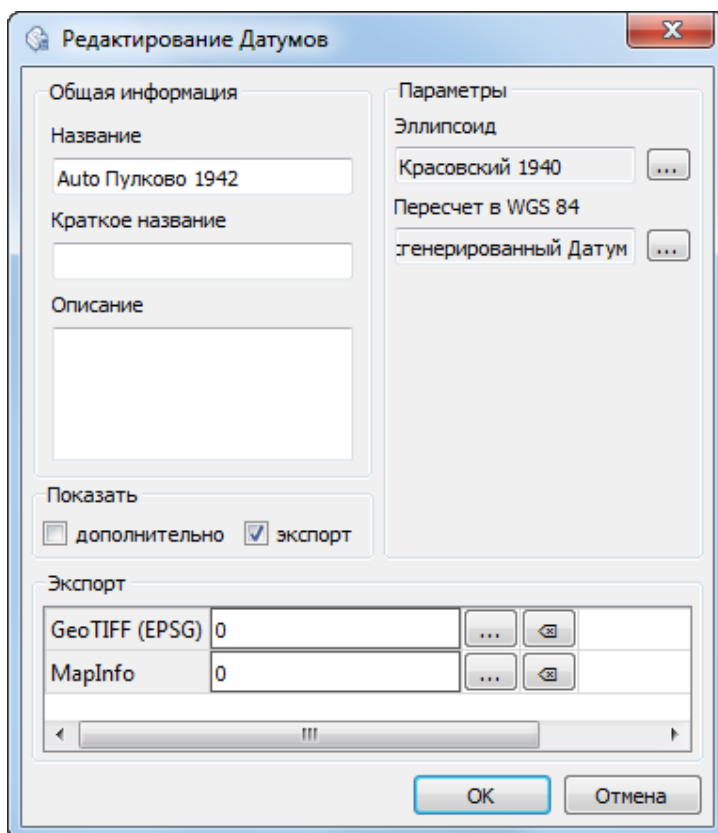 Редактирование Датумов
Общая информация
Название
Auto Пулково 1942
Краткое название
Описание
Показать
дополнительно экспорт
Параметры
Эллипсоид
Красовский 1940
...
Пересчет в WGS 84
сгенерированный Датум
...
Экспорт
GeoTIFF (EPSG) 0 ...
MapInfo 0 ...
OK Отмена